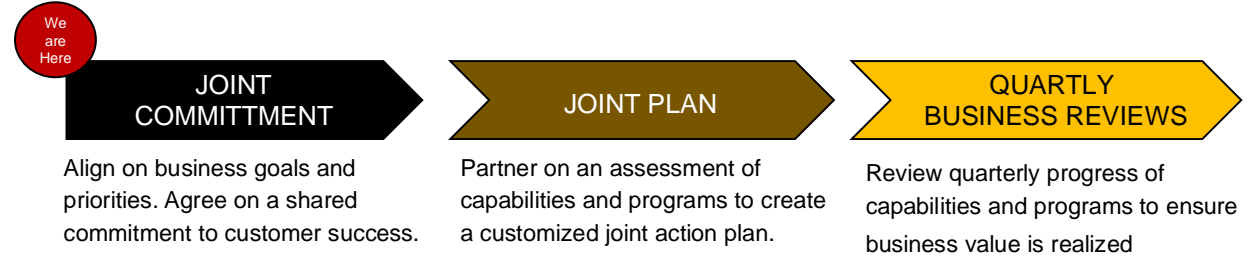 We
are
Here
JOINT
COMMITTMENT
Align on business goals and
priorities. Agree on a shared
commitment to customer success.
JOINT PLAN
Partner on an assessment of
capabilities and programs to create
a customized joint action plan.
QUARTLY
BUSINESS REVIEWS
Review quarterly progress of
capabilities and programs to ensure
business value is realized